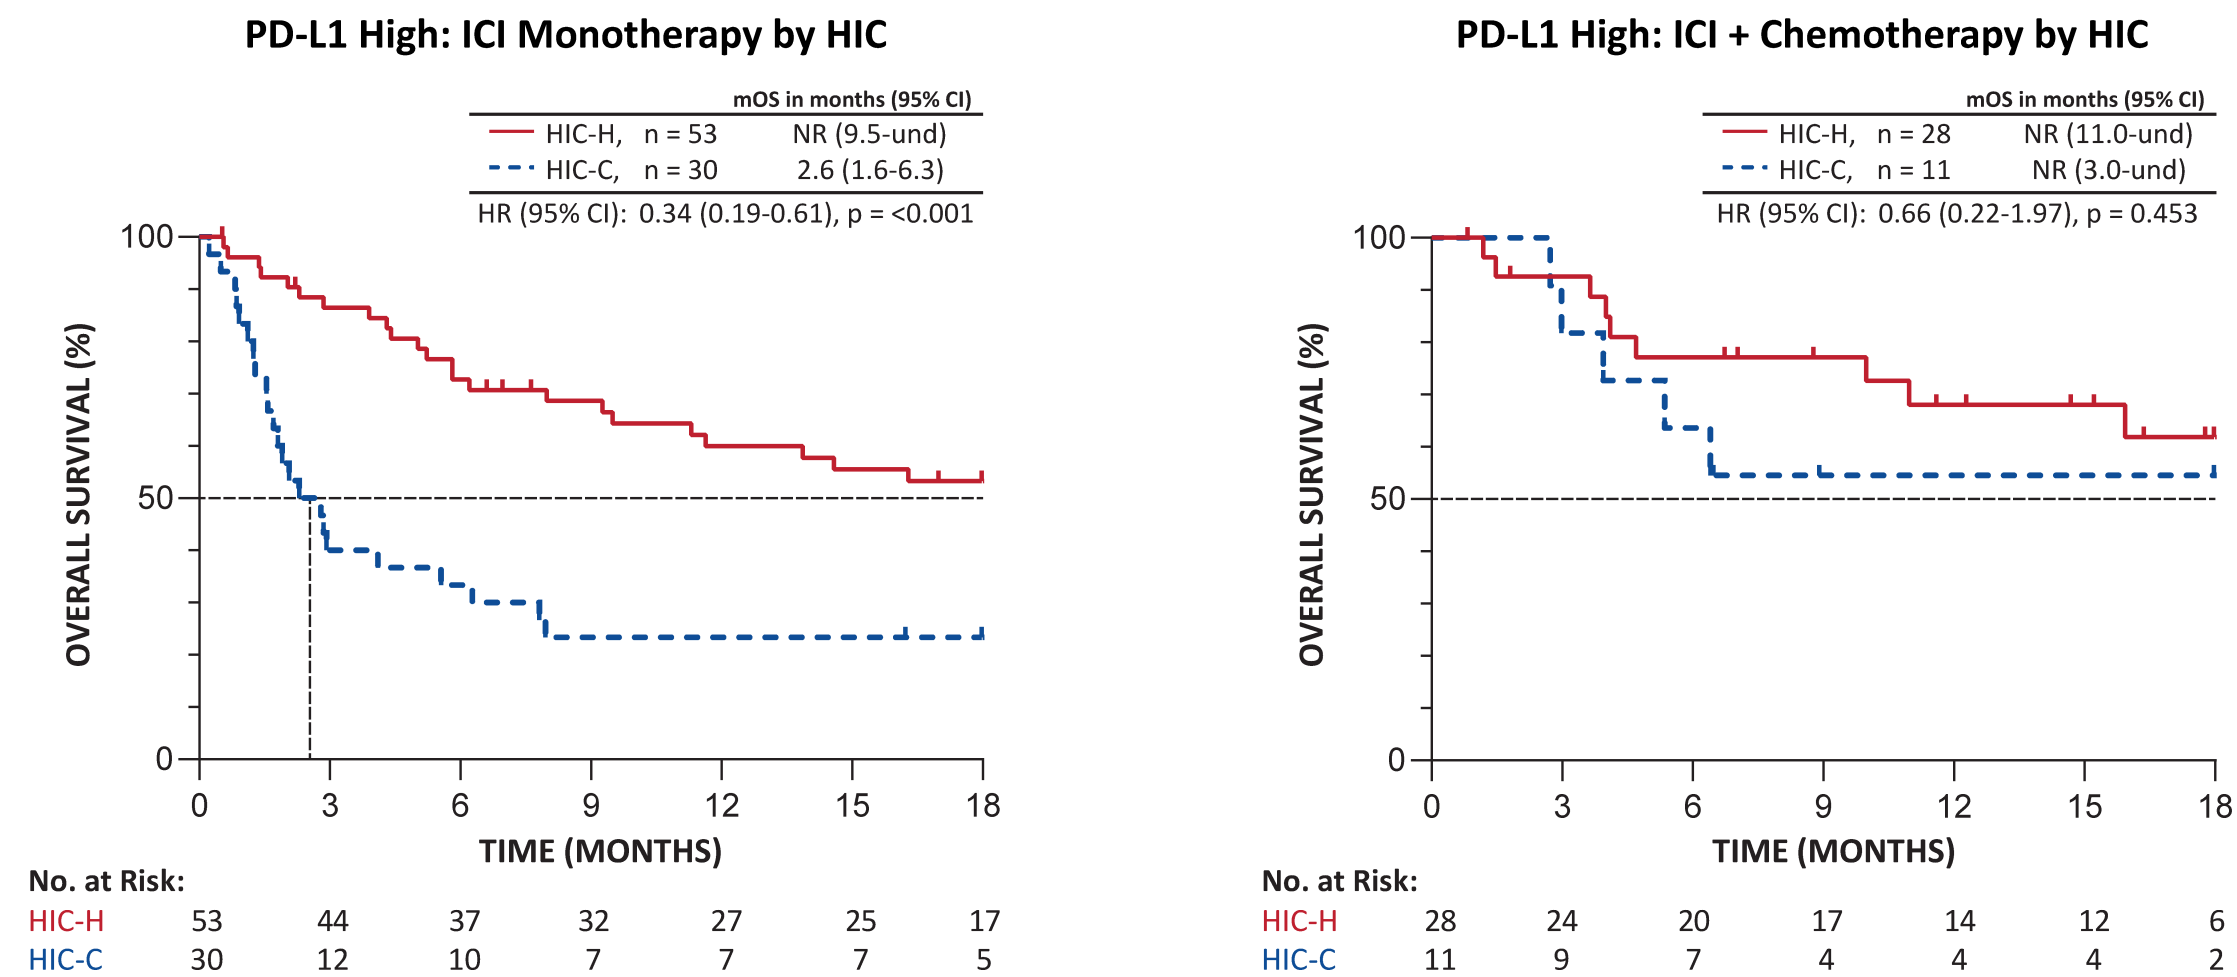 PD-L1 High: ICI Monotherapy by HIC
mOS in months (95% CI)
HIC-H, n = 53 NR (9.5-und)
HIC-C, n = 30 2.6 (1.6-6.3)
HR (95% CI): 0.34 (0.19-0.61), p = <0.001
100
50
0
OVERALL SURVIVAL (%)
0 3 6 9 12 15 18
TIME (MONTHS)
No. at Risk:
HIC-H 53 44 37 32 27 25 17
HIC-C 30 12 10 7 7 7 5
PD-L1 High: ICI + Chemotherapy by HIC
mOS in months (95% CI)
HIC-H, n = 28 NR (11.0-und)
HIC-C, n = 11 NR (3.0-und)
HR (95% CI): 0.66 (0.22-1.97), p = 0.453
100
50
0
OVERALL SURVIVAL (%)
0 3 6 9 12 15 18
TIME (MONTHS)
No. at Risk:
HIC-H 28 24 20 17 14 12 6
HIC-C 11 9 7 4 4 4 2